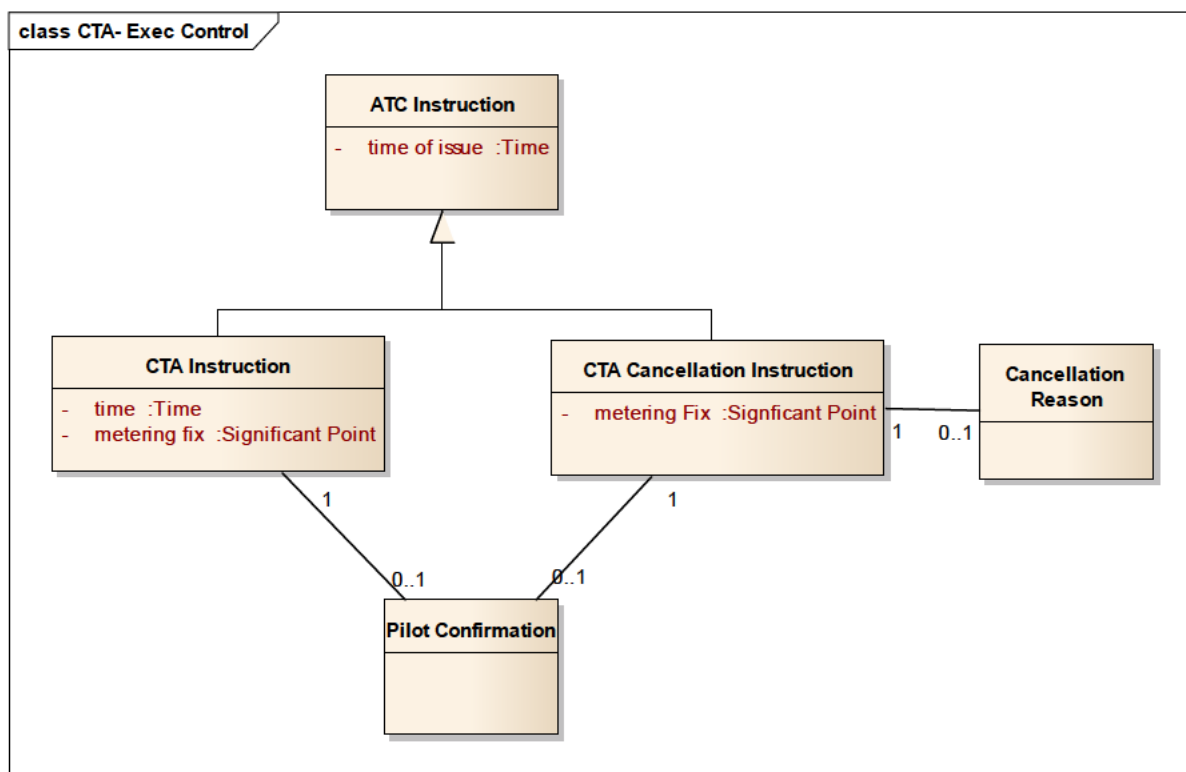 class CTA- Exec Control
ATC Instruction
- time of issue :Time
CTA Instruction
- time :Time
- metering fix :Significant Point
CTA Cancellation Instruction
- metering Fix :Signficant Point
Cancellation
Reason
1
0..1
1
1
0..1
0..1
Pilot Confirmation